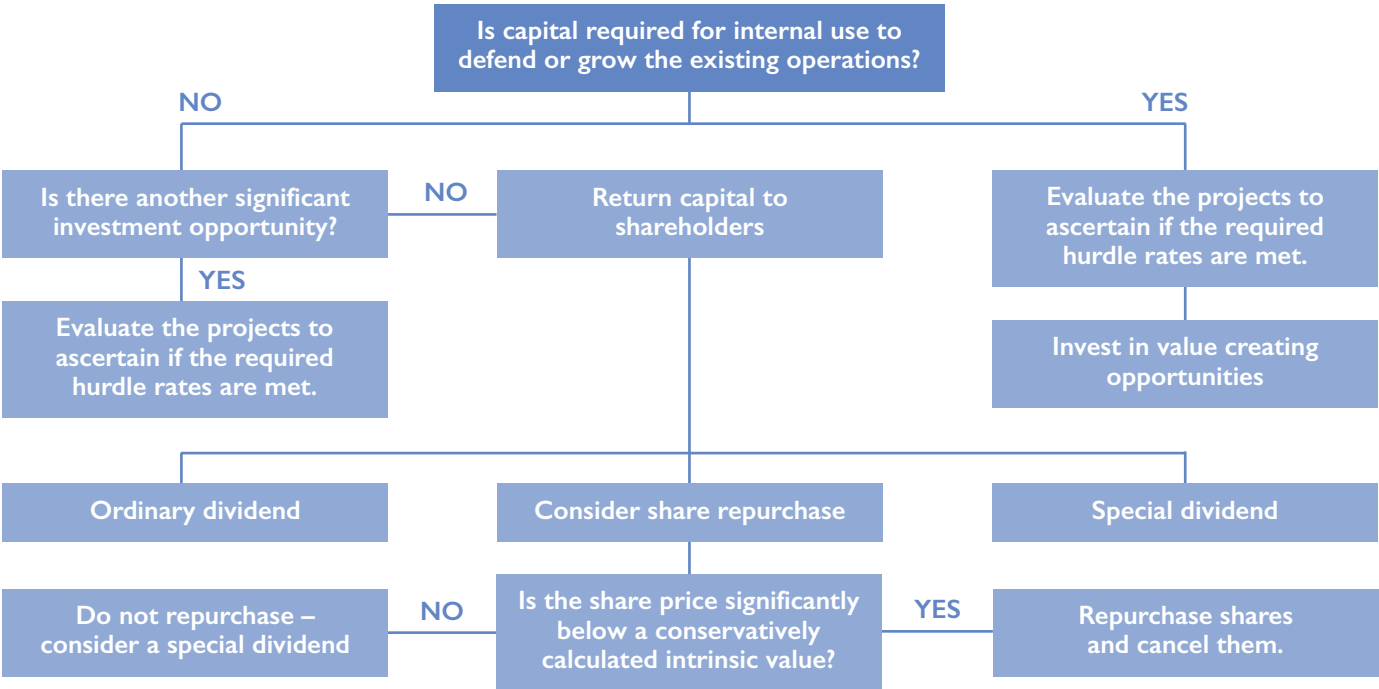 Is capital required for internal use to
defend or grow the existing operations?
NO
YES
Is there another significant
investment opportunity?
NO
Return capital to
shareholders
Evaluate the projects to
ascertain if the required
hurdle rates are met.
YES
Evaluate the projects to
ascertain if the required
hurdle rates are met.
Invest in value creating
opportunities
Ordinary dividend
Consider share repurchase
Special dividend
Do not repurchase –
consider a special dividend
NO
Is the share price significantly
below a conservatively
calculated intrinsic value?
YES
Repurchase shares
and cancel them.